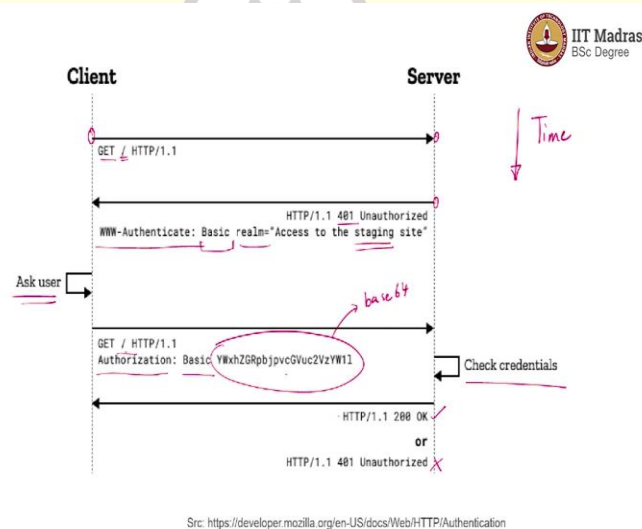 IIT Madras
BSc Degree
Client
Server
Time
GET / HTTP/1.1
HTTP/1.1 401 Unauthorized
WWW-Authenticate: Basic realm="Access to the staging site"
Ask user
base64
GET / HTTP/1.1
Authorization: Basic YWxhZGRpbjpvcGVuc2VzYW1l
Check credentials
HTTP/1.1 200 OK
or
HTTP/1.1 401 Unauthorized
Src: https://developer.mozilla.org/en-US/docs/Web/HTTP/Authentication